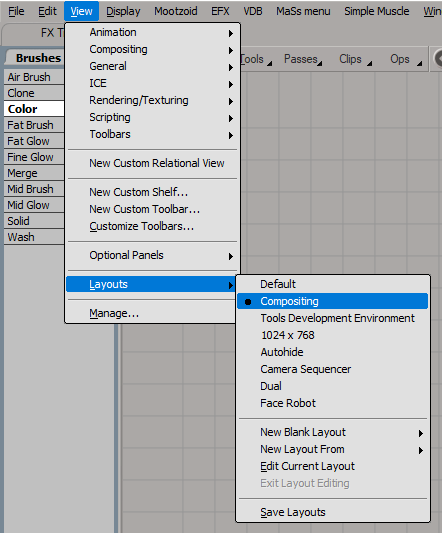 File Edit View Display Mootzoid EFX VDB MaSs menu Simple Muscle
FX T
Brushes
Air Brush
Clone
Color
Fat Brush
Fat Glow
Fine Glow
Merge
Mid Brush
Mid Glow
Solid
Wash
Tools Passes Clips Ops
Animation
Compositing
General
ICE
Rendering/Texturing
Scripting
Toolbars
New Custom Relational View
New Custom Shelf...
New Custom Toolbar...
Customize Toolbars...
Optional Panels
Layouts
Manage...
Default
Compositing
Tools Development Environment
1024 x 768
Autohide
Camera Sequencer
Dual
Face Robot
New Blank Layout
New Layout From
Edit Current Layout
Exit Layout Editing
Save Layouts